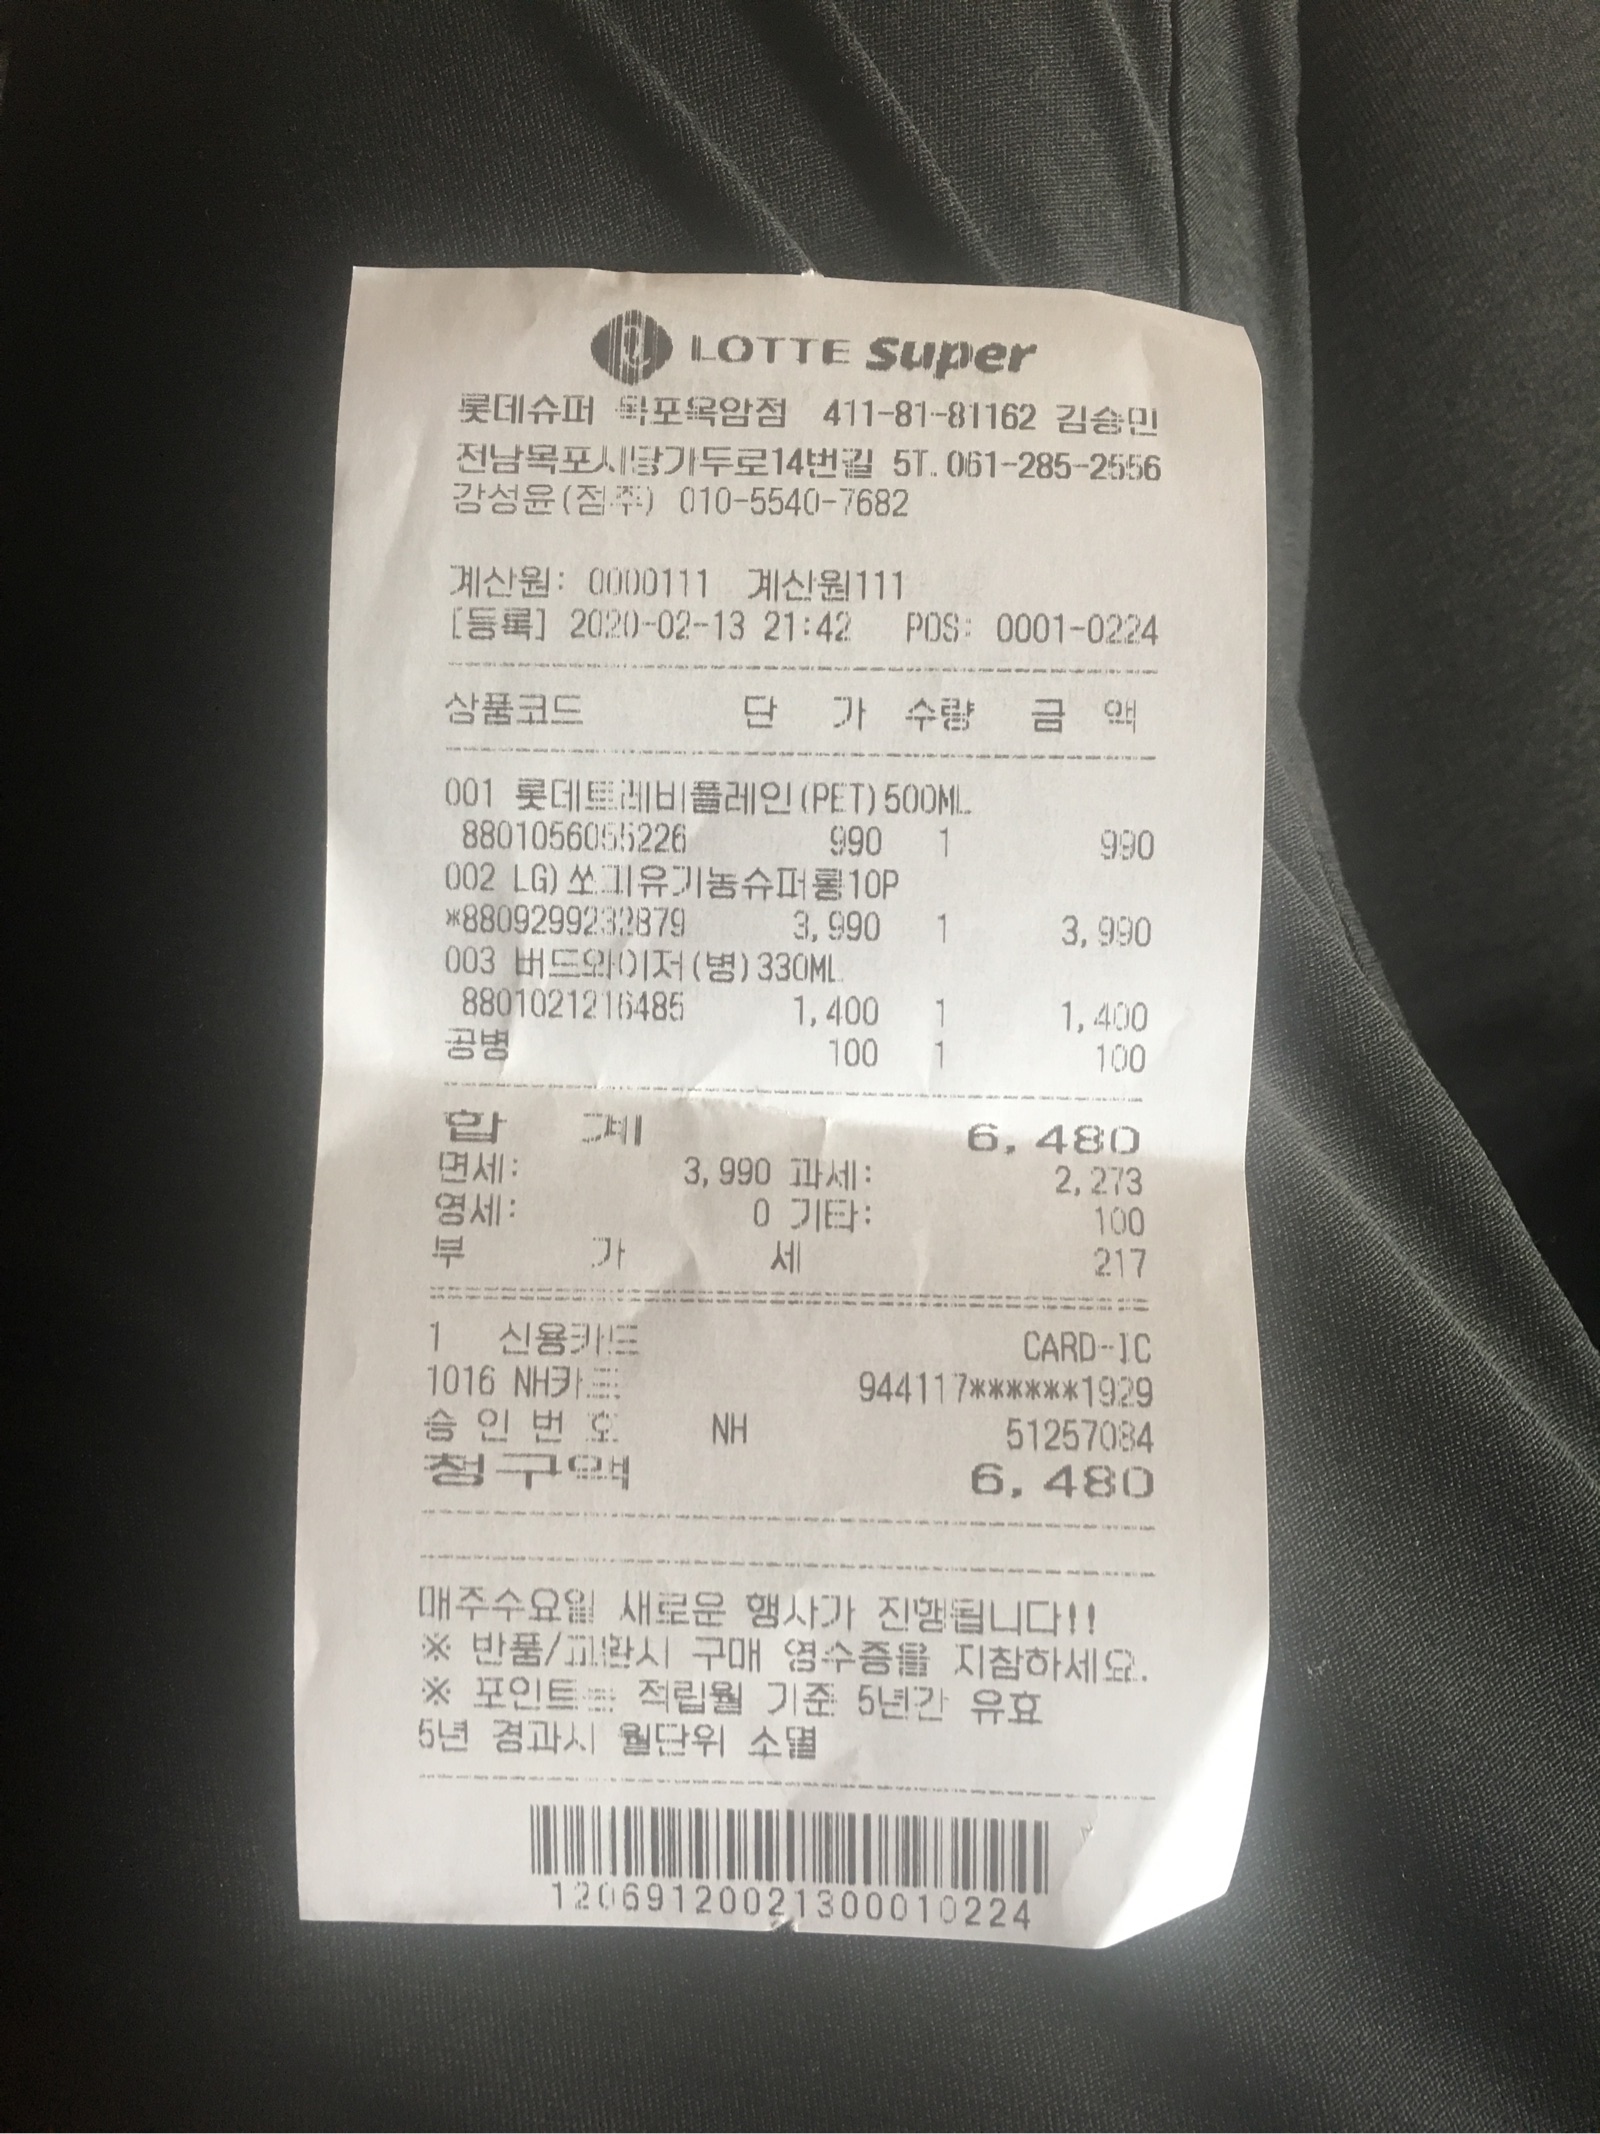 LOTTE Super
롯데슈퍼 목포옥암점 411-81-81162 김승민
전남목포시당가두로14번길 5T. 061-285-2556
강성윤(점주) 010-5540-7682
계산원: 0000111 계산원111
[등록] 2020-02-13 21:42 POS: 0001-0224
상품코드 단 가 수량 금 액
001 롯데트레비플레인(PET)500ML
8801056055226 990 1 990
002 LG)쏘피유기농슈퍼롱10P
*8809299232879 3,990 1 3,990
003 버드와이저(병)330ML
8801021216485 1,400 1 1,400
공병 100 1 100
합 계 6,480
면세: 3,990 과세: 2,273
영세: 0 기타: 100
부 가 세 217
1 신용카드 CARD-IC
1016 NH카드 944117******1929
승 인 번 호 NH 51257084
청구액 6,480
매주수요일 새로운 행사가 진행됩니다!!
※ 반품/교환시 구매 영수증을 지참하세요.
※ 포인트는 적립월 기준 5년간 유효
5년 경과시 월단위 소멸
12069120021300010224